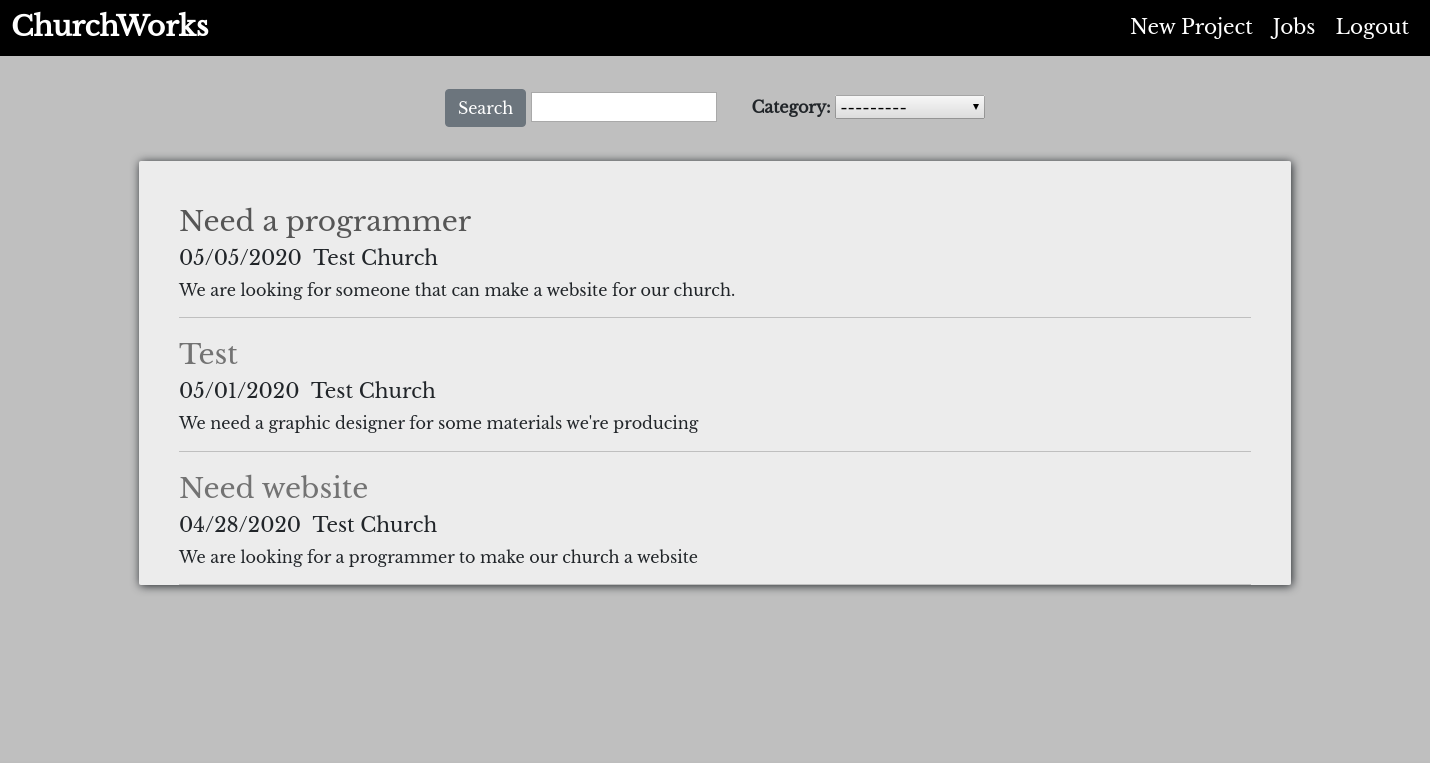 ChurchWorks
New Project Jobs Logout
Search Category: ---------
Need a programmer
05/05/2020 Test Church
We are looking for someone that can make a website for our church.
Test
05/01/2020 Test Church
We need a graphic designer for some materials we're producing
Need website
04/28/2020 Test Church
We are looking for a programmer to make our church a website